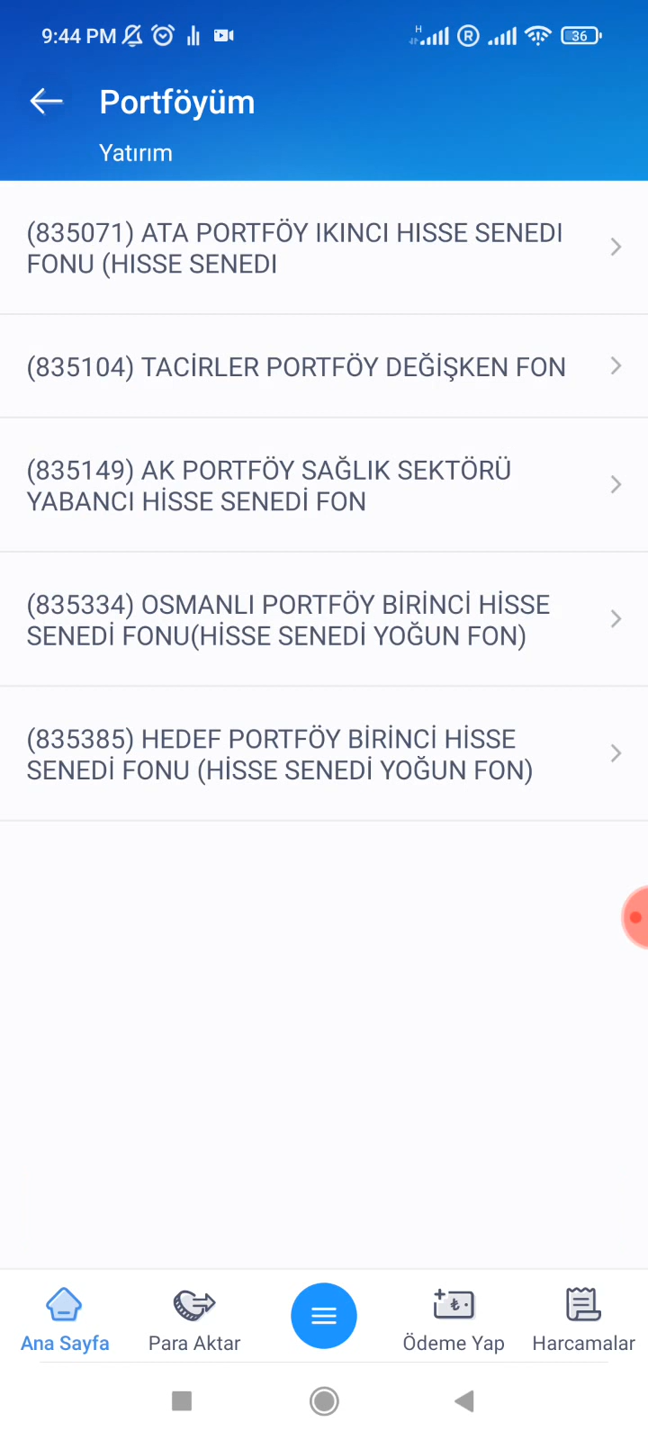 9:44 PM H R 36
Portföyüm
Yatırım
(835071) ATA PORTFÖY IKINCI HISSE SENEDI
FONU (HISSE SENEDI
(835104) TACİRLER PORTFÖY DEĞİŞKEN FON
(835149) AK PORTFÖY SAĞLIK SEKTÖRÜ
YABANCI HİSSE SENEDİ FON
(835334) OSMANLI PORTFÖY BİRİNCİ HİSSE
SENEDİ FONU(HİSSE SENEDİ YOĞUN FON)
(835385) HEDEF PORTFÖY BİRİNCİ HİSSE
SENEDİ FONU (HİSSE SENEDİ YOĞUN FON)
Ana Sayfa Para Aktar Ödeme Yap Harcamalar